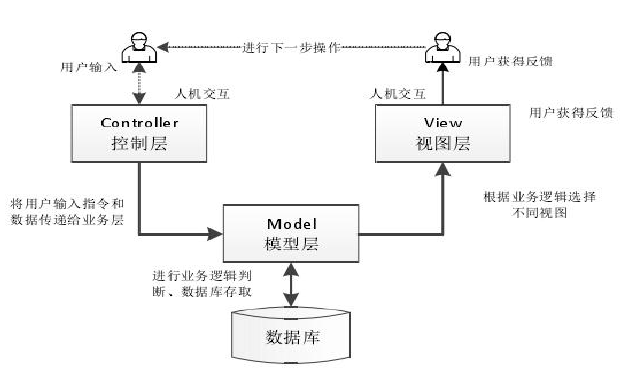 进行下一步操作
用户输入
用户获得反馈
人机交互
人机交互
Controller
控制层
View
视图层
用户获得反馈
将用户输入指令和
数据传递给业务层
根据业务逻辑选择
不同视图
Model
模型层
进行业务逻辑判
断、数据库存取
数据库